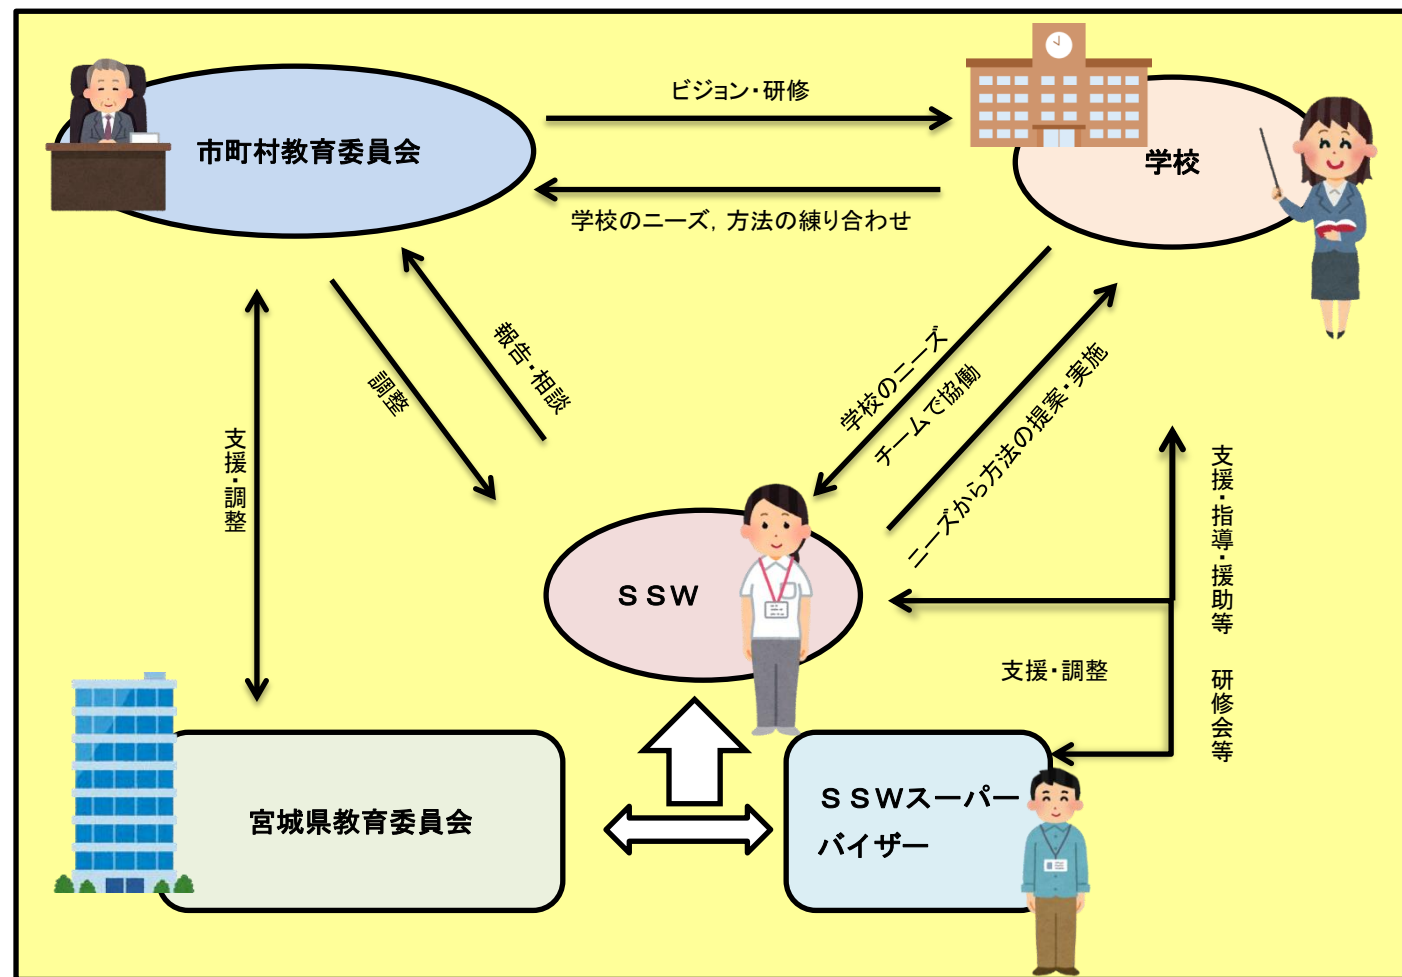 ビジョン・研修
市町村教育委員会
学校
学校のニーズ，方法の練り合わせ
報告・相談
調整
学校のニーズ
チームで協働
ニーズから方法の提案・実施
支援・調整
支援・指導・援助等　研修会等
ＳＳＷ
支援・調整
宮城県教育委員会
ＳＳＷスーパー
バイザー